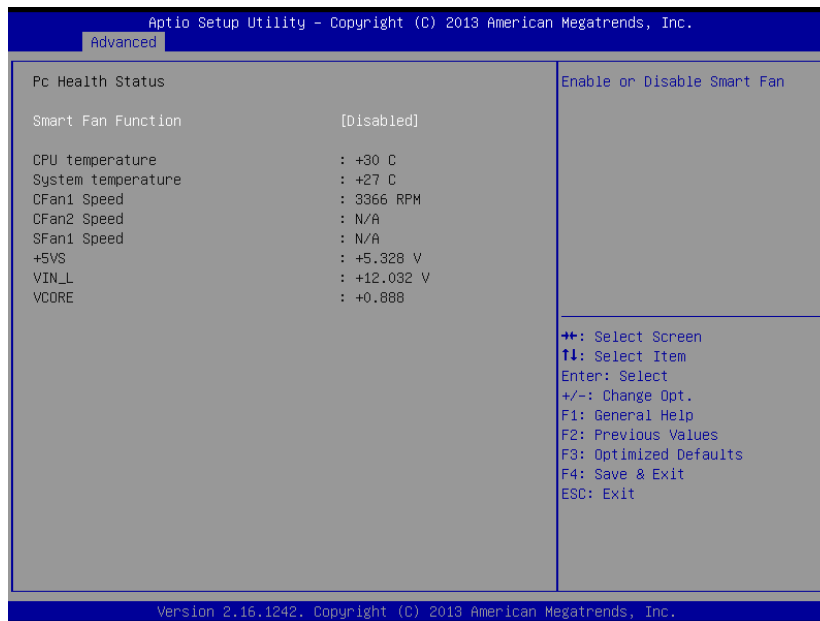 Aptio Setup Utility – Copyright (C) 2013 American Megatrends, Inc.
Advanced
Pc Health Status
Smart Fan Function [Disabled]
CPU temperature : +30 C
System temperature : +27 C
CFan1 Speed : 3366 RPM
CFan2 Speed : N/A
SFan1 Speed : N/A
+5VS : +5.328 V
VIN_L : +12.032 V
VCORE : +0.888
Enable or Disable Smart Fan
→←: Select Screen
↑↓: Select Item
Enter: Select
+/-: Change Opt.
F1: General Help
F2: Previous Values
F3: Optimized Defaults
F4: Save & Exit
ESC: Exit
Version 2.16.1242. Copyright (C) 2013 American Megatrends, Inc.